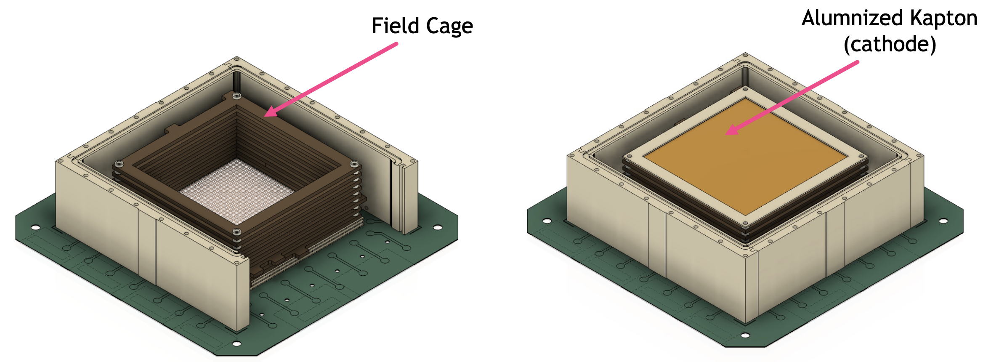 Field Cage
Alumnized Kapton
(cathode)